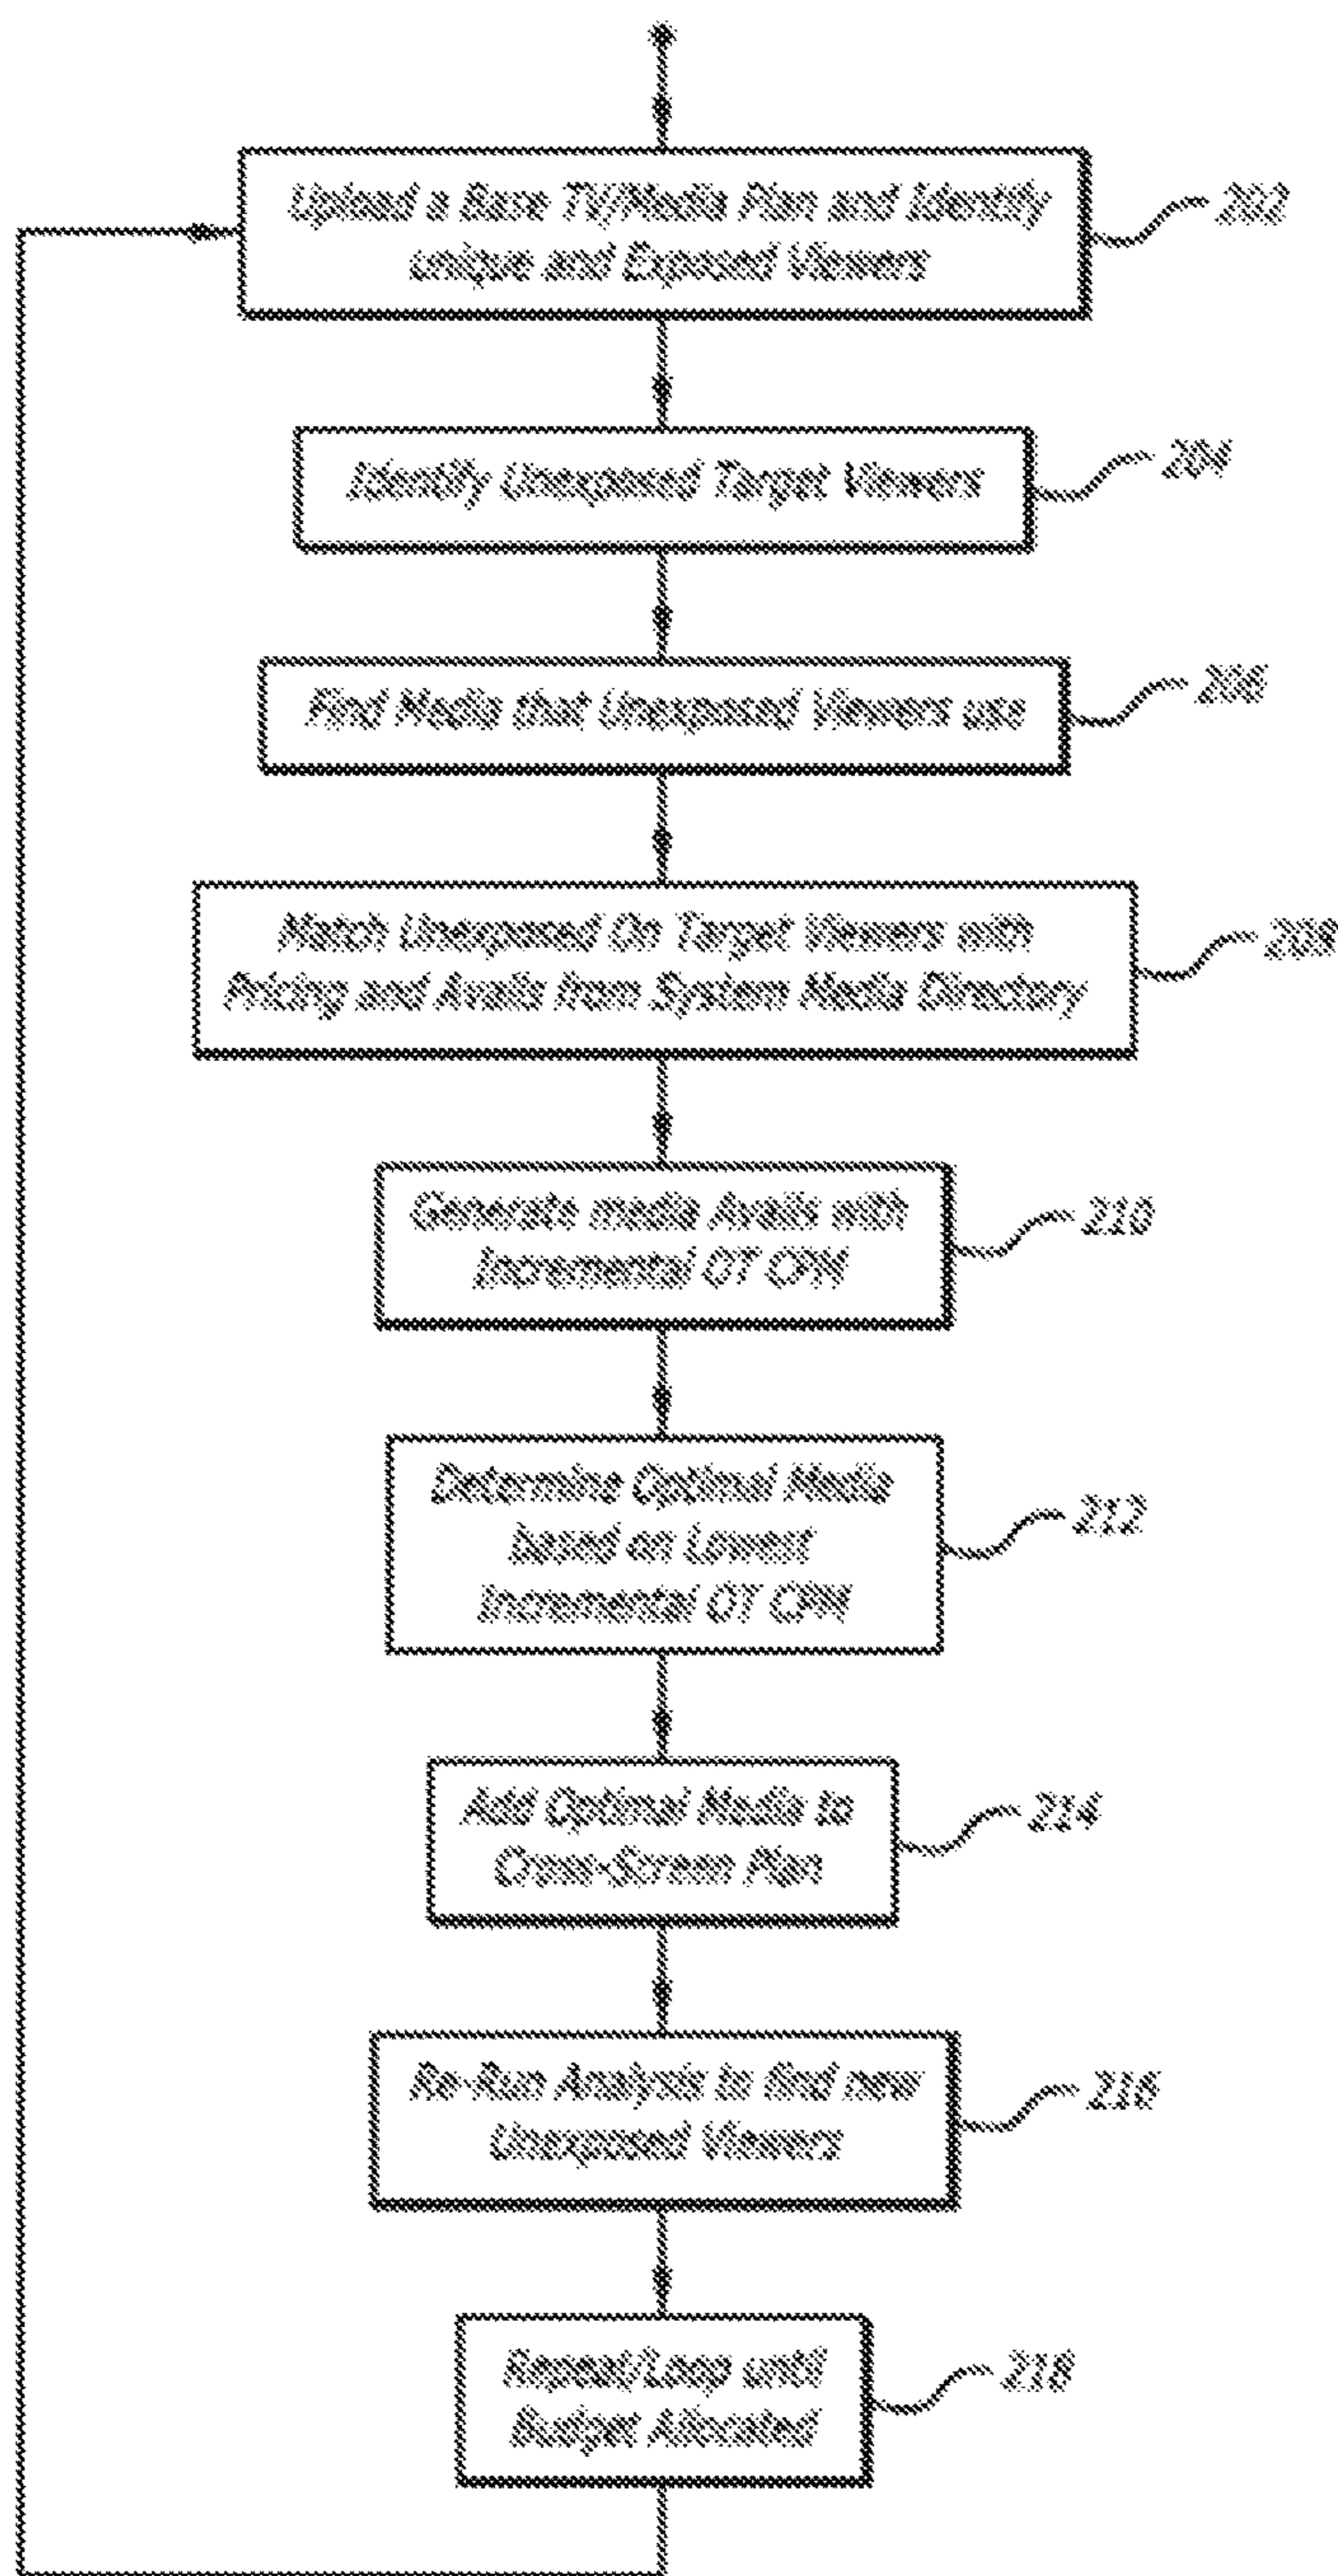 Upload a Base TV/Media Plan and Identify
unique and Exposed Viewers
202
Identify Unexposed Target Viewers
204
Find Media that Unexposed Viewers use
206
Match Unexposed On Target Viewers with
Pricing and Avails from System Media Directory
208
Generate media Avails with
Incremental OT CPM
210
Determine Optimal Media
based on Lowest
Incremental OT CPM
212
Add Optimal Media to
Cross-Screen Plan
214
Re-Run Analysis to find new
Unexposed Viewers
216
Repeat/Loop until
Budget Allocated
218